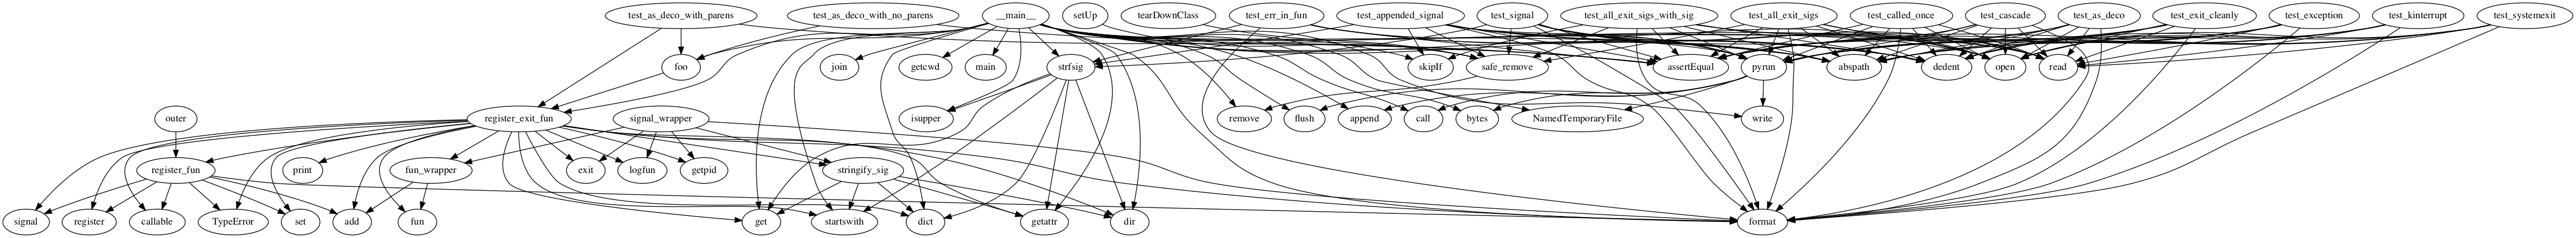 test_as_deco_with_parens
test_as_deco_with_no_parens
__main__
setUp
tearDownClass
test_err_in_fun
test_appended_signal
test_signal
test_all_exit_sigs_with_sig
test_all_exit_sigs
test_called_once
test_cascade
test_as_deco
test_exit_cleanly
test_exception
test_kinterrupt
test_systemexit
foo
join
getcwd
main
strfsig
skipIf
safe_remove
assertEqual
pyrun
abspath
dedent
open
read
outer
register_exit_fun
signal_wrapper
isupper
remove
flush
append
call
bytes
NamedTemporaryFile
write
register_fun
print
fun_wrapper
exit
logfun
getpid
stringify_sig
signal
register
callable
TypeError
set
add
fun
get
startswith
dict
getattr
dir
format